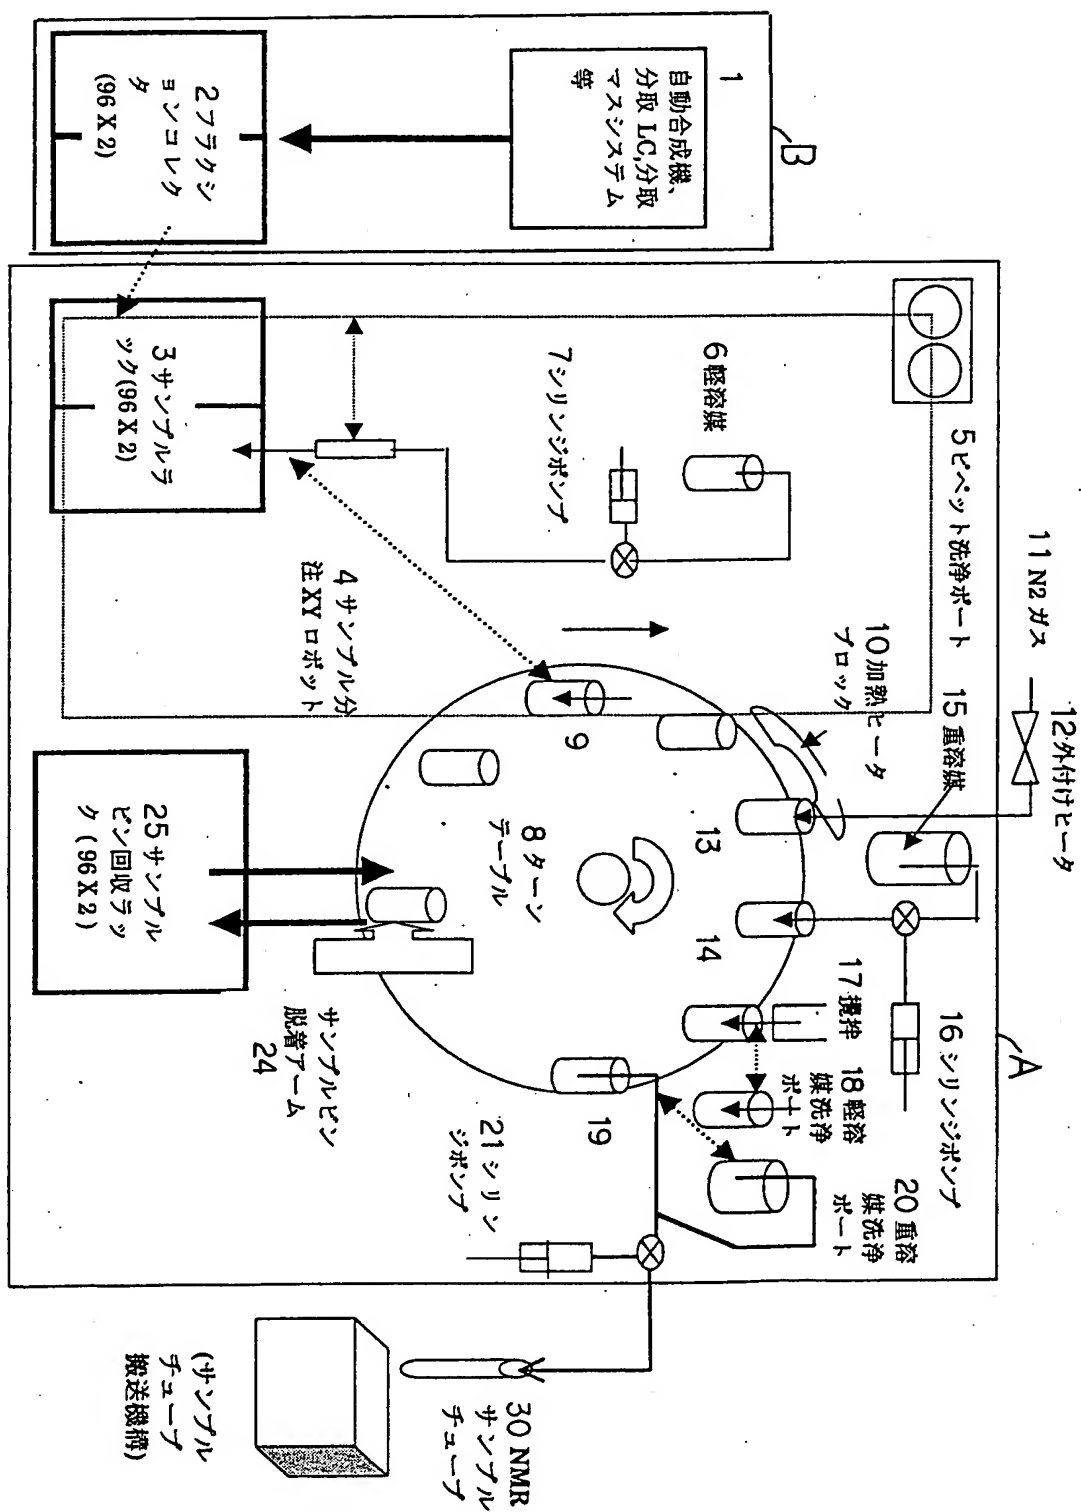 B
1
自動合成機、
分取 LC,分取
マスシステム
等
2フラクシ
ョンコレク
タ
(96 X 2)
A
5ピペット洗浄ポート
11 N2 ガス
12外付けヒータ
15 重溶媒
16 シリンジポンプ
6軽溶媒
7シリンジポンプ
3サンプルラ
ック(96 X 2)
4 サンプル分
注XYロボット
10加熱ヒータ
ブロック
9
13
14
8ターン
テーブル
17 攪拌
18 軽溶
媒洗浄
ポート
19
20 重溶
媒洗浄
ポート
21シリン
ジポンプ
サンプルビン
脱着アーム
24
25サンプル
ビン回収ラッ
ク (96 X 2)
30 NMR
サンプル
チューブ
(サンプル
チューブ
搬送機構)